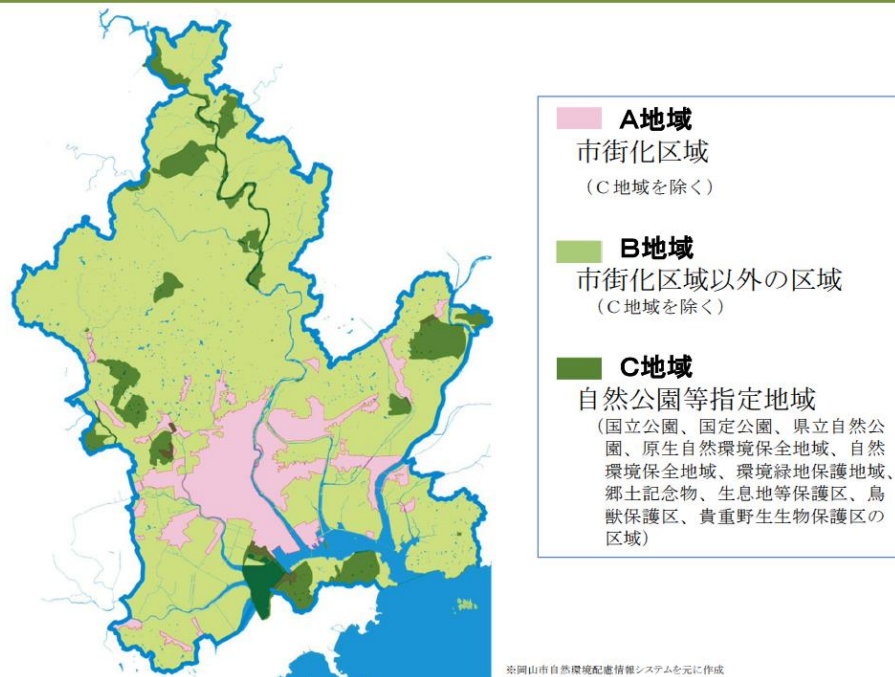 A地域
市街化区域
（C地域を除く）
B地域
市街化区域以外の区域
（C地域を除く）
C地域
自然公園等指定地域
（国立公園、国定公園、県立自然公
園、原生自然環境保全地域、自然
環境保全地域、環境緑地保護地域、
郷土記念物、生息地等保護区、鳥
獣保護区、貴重野生生物保護区の
区域）
※岡山市自然環境配慮情報システムを元に作成